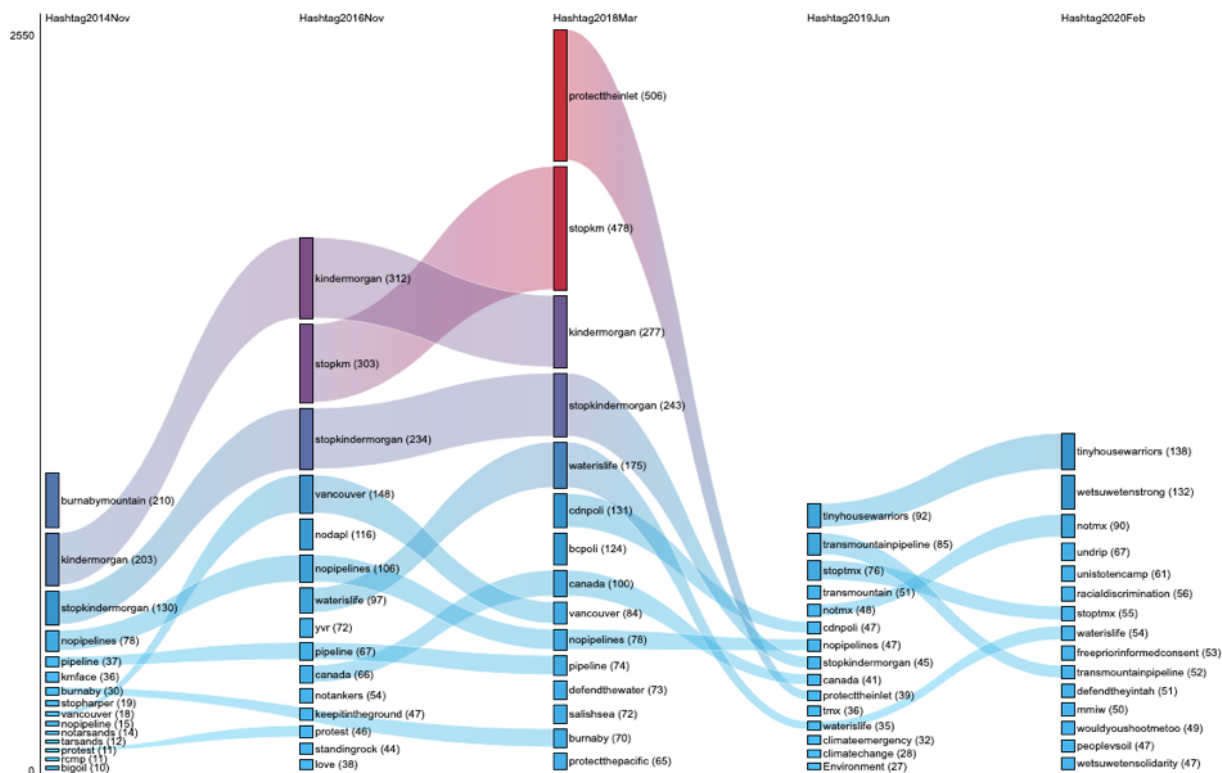 Hashtag2014Nov
Hashtag2016Nov
Hashtag2018Mar
Hashtag2019Jun
Hashtag2020Feb
2550
0
burnabymountain (210)
kindermorgan (203)
stopkindermorgan (130)
nopipelines (78)
pipeline (37)
kmface (36)
burnaby (30)
stopharper (19)
vancouver (18)
nopipeline (15)
notarsands (14)
tarsands (12)
protest (11)
rcmp (11)
bigoil (10)
kindermorgan (312)
stopkm (303)
stopkindermorgan (234)
vancouver (148)
nodapl (116)
nopipelines (106)
waterislife (97)
yvr (72)
pipeline (67)
canada (66)
notankers (54)
keepitintheground (47)
protest (46)
standingrock (44)
love (38)
protecttheinlet (506)
stopkm (478)
kindermorgan (277)
stopkindermorgan (243)
waterislife (175)
cdnpoli (131)
bcpoli (124)
canada (100)
vancouver (84)
nopipelines (78)
pipeline (74)
defendthewater (73)
salishsea (72)
burnaby (70)
protectthepacific (65)
tinyhousewarriors (92)
transmountainpipeline (85)
stoptmx (76)
transmountain (51)
notmx (48)
cdnpoli (47)
nopipelines (47)
stopkindermorgan (45)
canada (41)
protecttheinlet (39)
tmx (36)
waterislife (35)
climateemergency (32)
climatechange (28)
Environment (27)
tinyhousewarriors (138)
wetsuwetenstrong (132)
notmx (90)
undrip (67)
unistotencamp (61)
racialdiscrimination (56)
stoptmx (55)
waterislife (54)
freepriorinformedconsent (53)
transmountainpipeline (52)
defendtheyintah (51)
mmiw (50)
wouldyoushootmetoo (49)
peoplevsoil (47)
wetsuwetensolidarity (47)